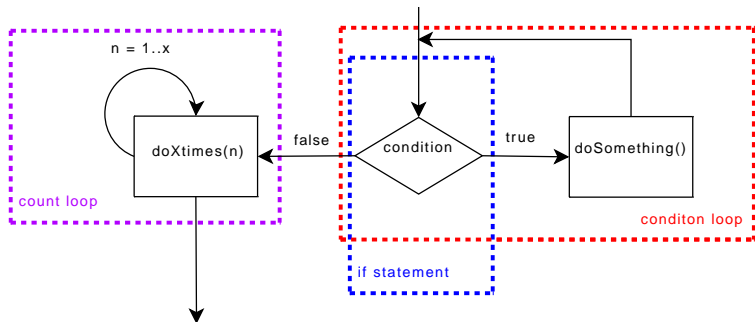 n = 1..x
doXtimes(n)
count loop
false
condition
true
doSomething()
if statement
conditon loop